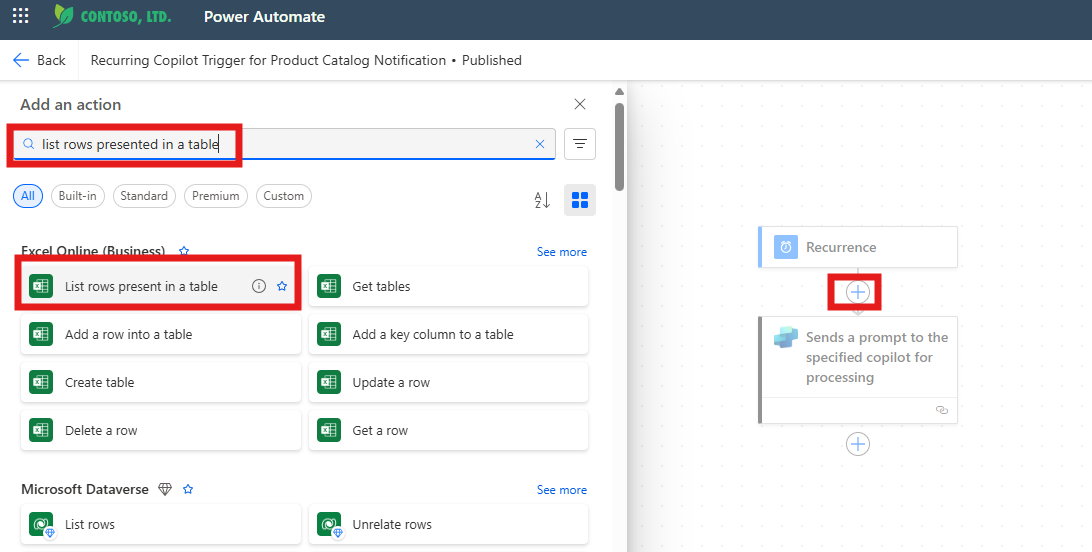 CONTOSO, LTD. Power Automate
Back Recurring Copilot Trigger for Product Catalog Notification • Published
Add an action
list rows presented in a table
All Built-in Standard Premium Custom
Excel Online (Business) See more
List rows present in a table Get tables
Add a row into a table Add a key column to a table
Create table Update a row
Delete a row Get a row
Microsoft Dataverse See more
List rows Unrelate rows
Recurrence
Sends a prompt to the
specified copilot for
processing